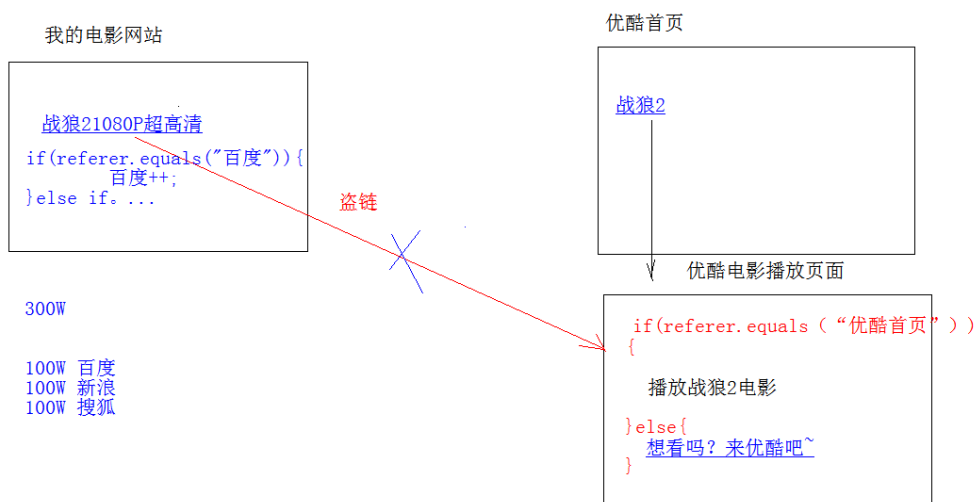 我的电影网站
战狼21080P超高清
if(referer.equals("百度")){
百度++;
}else if。...
300W
100W 百度
100W 新浪
100W 搜狐
盗链
优酷首页
战狼2
优酷电影播放页面
if(referer.equals（“优酷首页”））
{
播放战狼2电影
}else{
想看吗？来优酷吧~
}